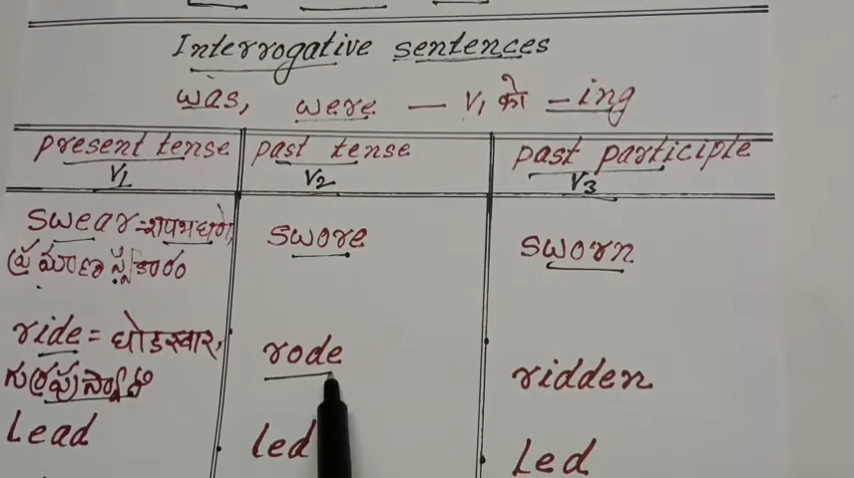 Interrogative sentences
was, were — V₁ को – ing
present tense past tense past participle
V₁ V₂ V₃
swear = शपथ घेणे, swore sworn
ride = घोडस्वार, rode ridden
Lead Led Led